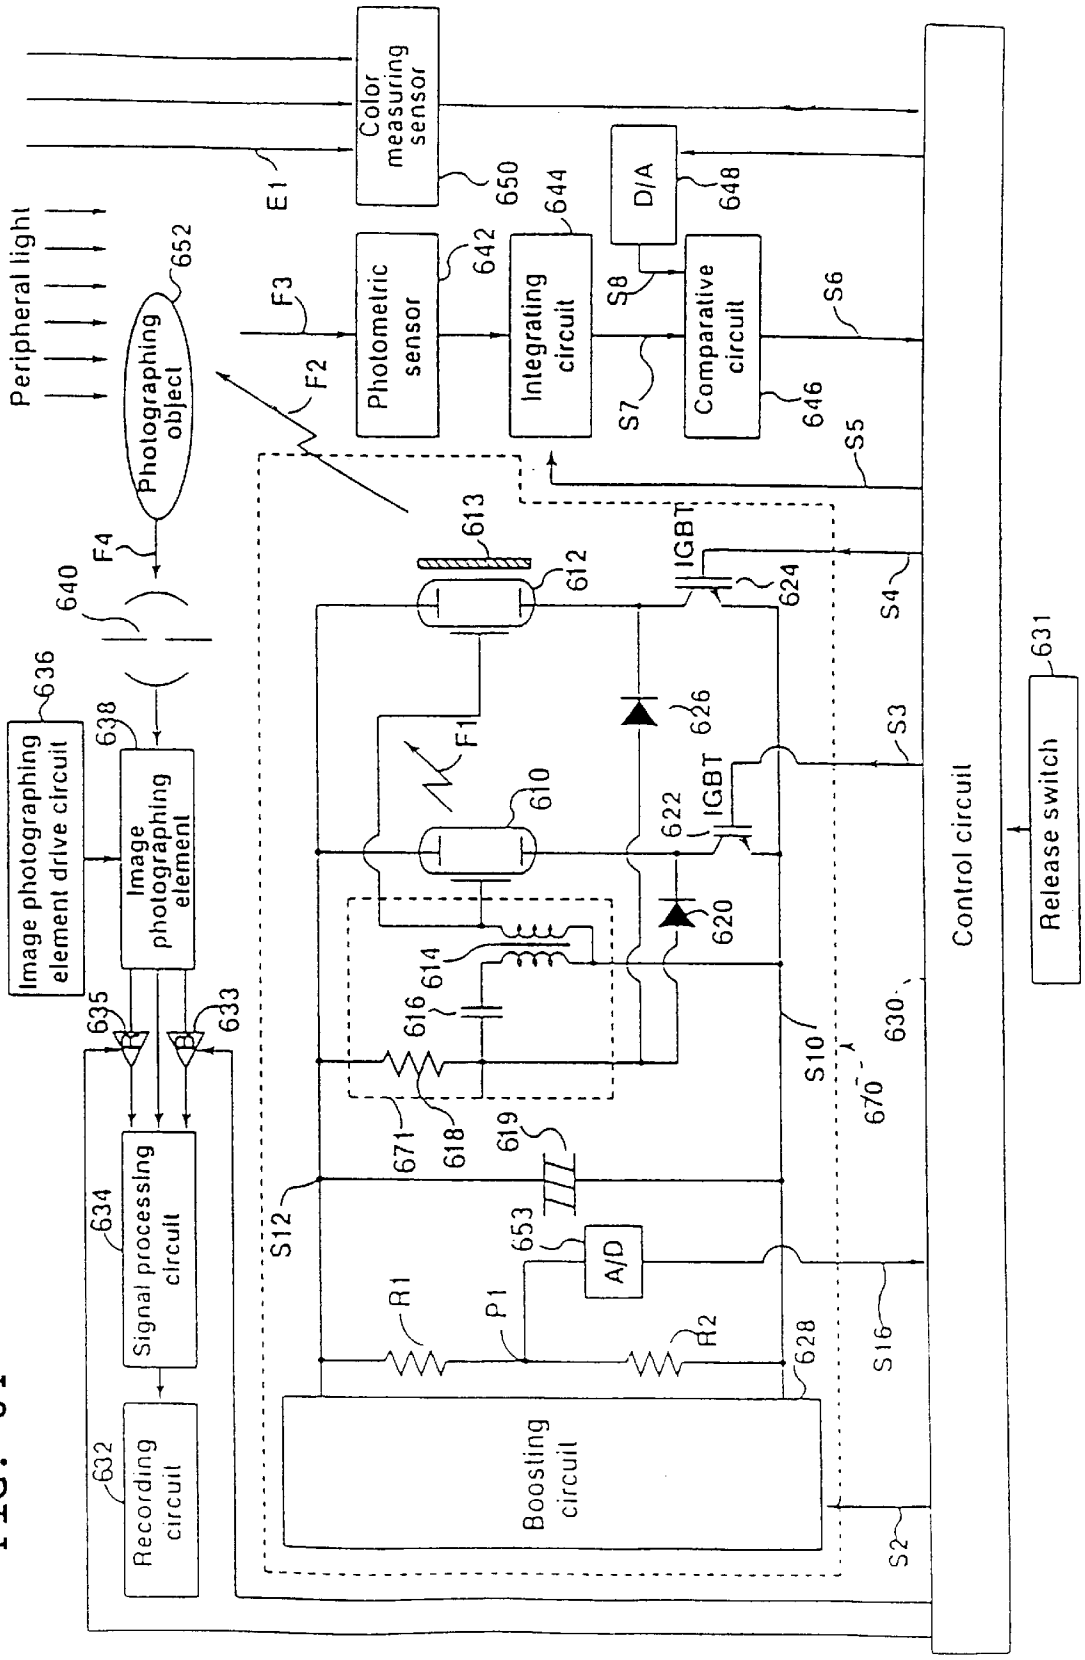 Peripheral light
652
Photographing
object
F4
640
636
Image photographing
element drive circuit
638
Image
photographing
element
635
633
634
Signal processing
circuit
632
Recording
circuit
E1
Color
measuring
sensor
650
F3
F2
Photometric
sensor
642
Integrating
circuit
644
D/A
648
S8
S7
Comparative
circuit
646
S6
S5
613
612
IGBT
624
S4
F1
610
626
622
IGBT
S3
620
614
616
618
671
619
S12
653
A/D
R1
P1
R2
628
S10
670
630
S16
Boosting
circuit
S2
Control circuit
631
Release switch